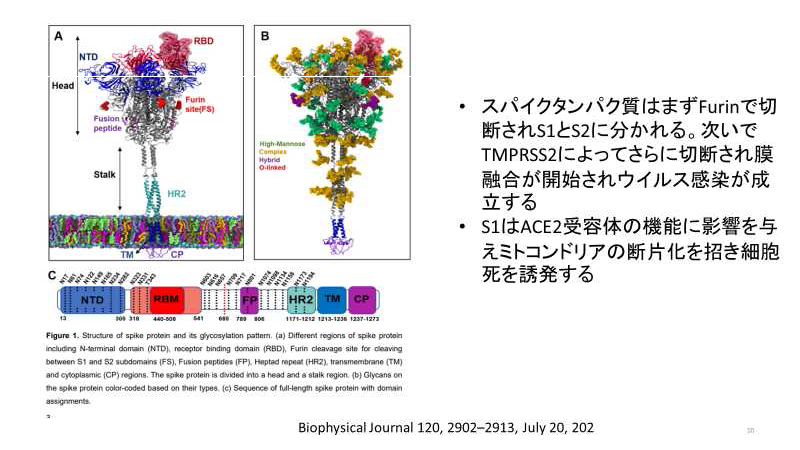 A
RBD
NTD
Head
Furin
site(FS)
Fusion
peptide
Stalk
HR2
TM
CP
B
High-Mannose
Complex
Hybrid
O-linked
C
NTD
RBM
FP
HR2
TM
CP
13
306
318
440-508
541
685
789
806
1171-1212
1213-1236
1237-1273
Figure 1. Structure of spike protein and its glycosylation pattern. (a) Different regions of spike protein
including N-terminal domain (NTD), receptor binding domain (RBD), Furin cleavage site for cleaving
between S1 and S2 subdomains (FS), Fusion peptides (FP), Heptad repeat (HR2), transmembrane (TM)
and cytoplasmic (CP) regions. The spike protein is divided into a head and a stalk region. (b) Glycans on
the spike protein color-coded based on their types. (c) Sequence of full-length spike protein with domain
assignments.
• スパイクタンパク質はまずFurinで切
断されS1とS2に分かれる。次いで
TMPRSS2によってさらに切断され膜
融合が開始されウイルス感染が成
立する
• S1はACE2受容体の機能に影響を与
えミトコンドリアの断片化を招き細胞
死を誘発する
Biophysical Journal 120, 2902–2913, July 20, 202